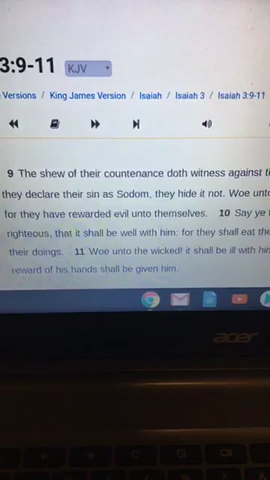 3:9-11 KJV
Versions / King James Version / Isaiah / Isaiah 3 / Isaiah 3:9-11
9 The shew of their countenance doth witness against
they declare their sin as Sodom, they hide it not. Woe
for they have rewarded evil unto themselves. 10 Say ye
righteous, that it shall be well with him: for they shall eat
their doings. 11 Woe unto the wicked! it shall be ill with
reward of his hands shall be given him.
acer